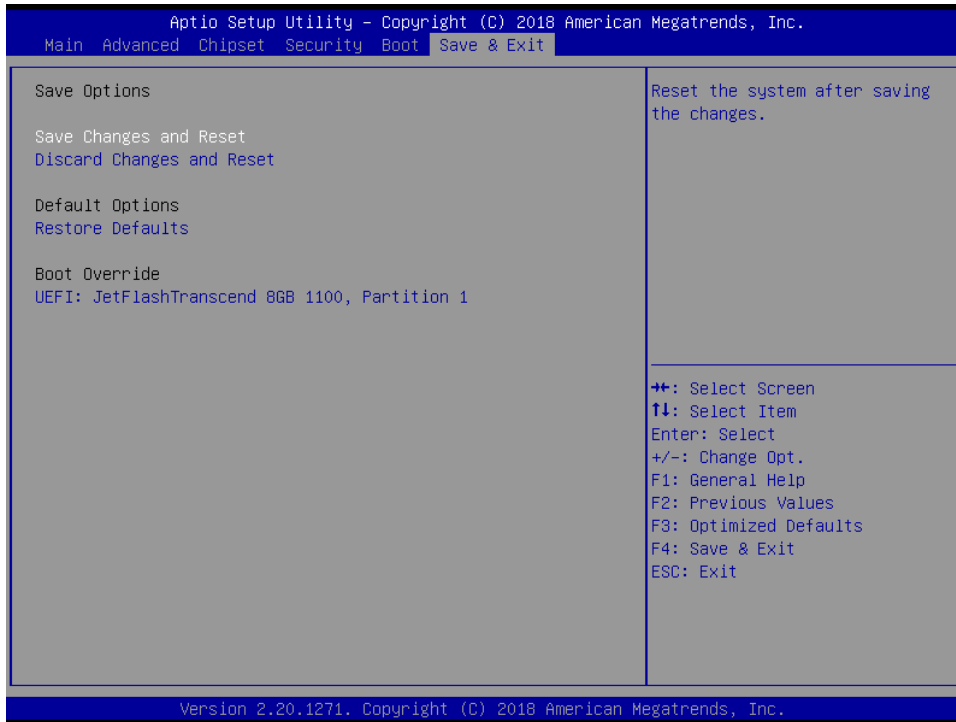 Aptio Setup Utility – Copyright (C) 2018 American Megatrends, Inc.
Main Advanced Chipset Security Boot Save & Exit
Save Options
Save Changes and Reset
Discard Changes and Reset
Default Options
Restore Defaults
Boot Override
UEFI: JetFlashTranscend 8GB 1100, Partition 1
Reset the system after saving
the changes.
→←: Select Screen
↑↓: Select Item
Enter: Select
+/-: Change Opt.
F1: General Help
F2: Previous Values
F3: Optimized Defaults
F4: Save & Exit
ESC: Exit
Version 2.20.1271. Copyright (C) 2018 American Megatrends, Inc.